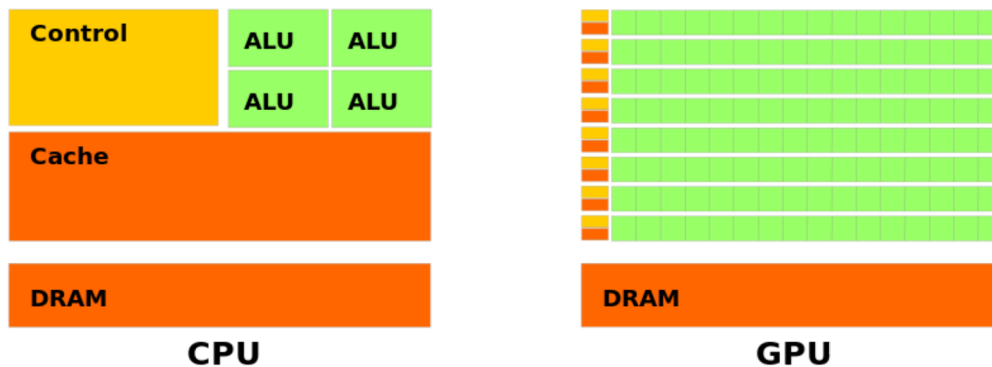 Control
ALU
ALU
ALU
ALU
Cache
DRAM
CPU
DRAM
GPU